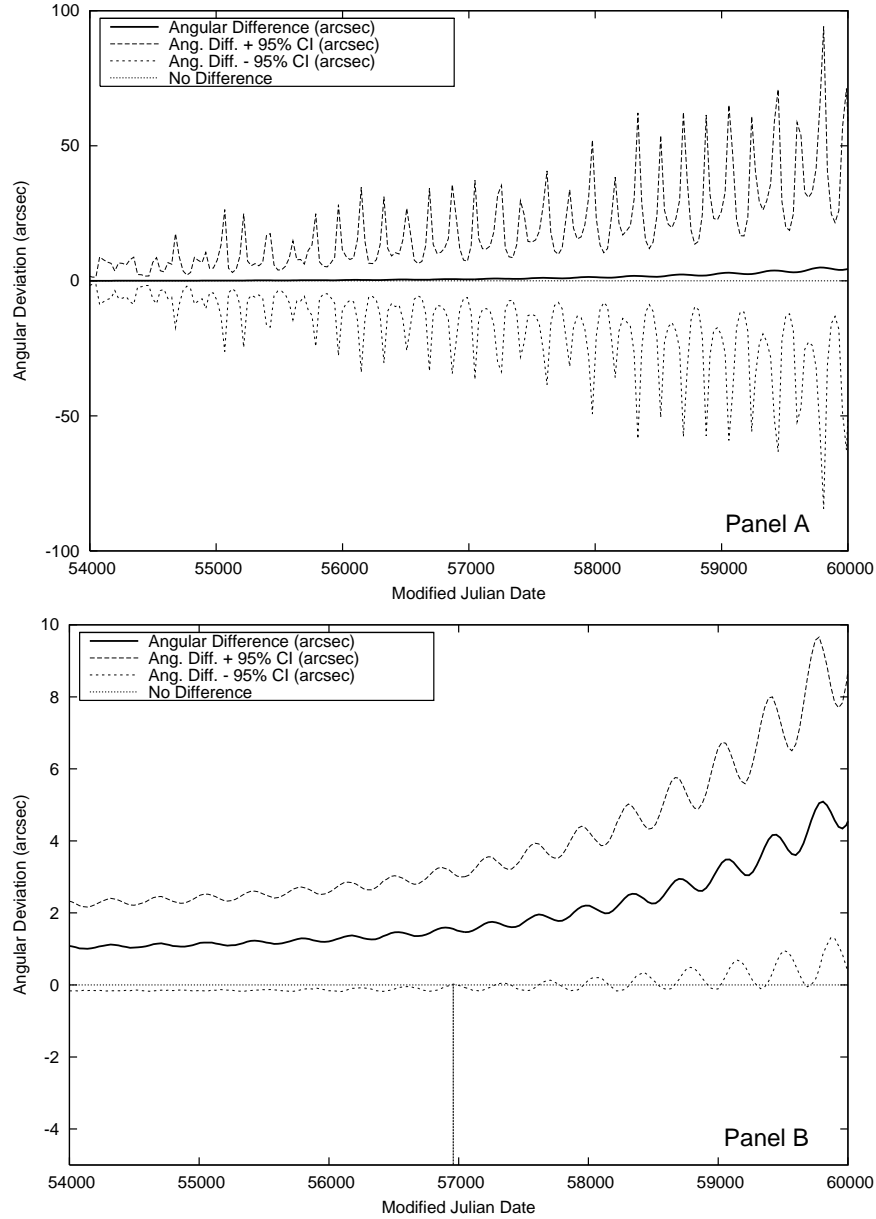 Angular Difference (arcsec)
Ang. Diff. + 95% CI (arcsec)
Ang. Diff. - 95% CI (arcsec)
No Difference
100
50
0
-50
-100
Angular Deviation (arcsec)
Panel A
54000 55000 56000 57000 58000 59000 60000
Modified Julian Date
Angular Difference (arcsec)
Ang. Diff. + 95% CI (arcsec)
Ang. Diff. - 95% CI (arcsec)
No Difference
10
8
6
4
2
0
-2
-4
Angular Deviation (arcsec)
Panel B
54000 55000 56000 57000 58000 59000 60000
Modified Julian Date